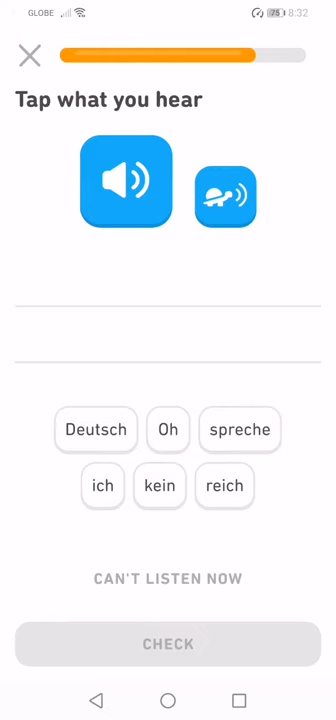 GLOBE 75 8:32
Tap what you hear
Deutsch Oh spreche
ich kein reich
CAN'T LISTEN NOW
CHECK